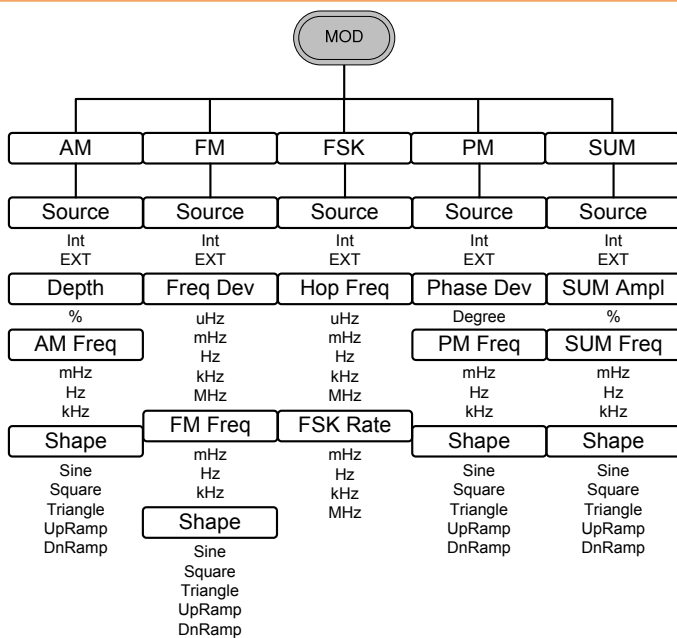 MOD
AM
FM
FSK
PM
SUM
Source
Int
EXT
Depth
%
AM Freq
mHz
Hz
kHz
Shape
Sine
Square
Triangle
UpRamp
DnRamp
Source
Int
EXT
Freq Dev
uHz
mHz
Hz
kHz
MHz
FM Freq
mHz
Hz
kHz
Shape
Sine
Square
Triangle
UpRamp
DnRamp
Source
Int
EXT
Hop Freq
uHz
mHz
Hz
kHz
MHz
FSK Rate
mHz
Hz
kHz
MHz
Source
Int
EXT
Phase Dev
Degree
PM Freq
mHz
Hz
kHz
Shape
Sine
Square
Triangle
UpRamp
DnRamp
Source
Int
EXT
SUM Ampl
%
SUM Freq
mHz
Hz
kHz
Shape
Sine
Square
Triangle
UpRamp
DnRamp